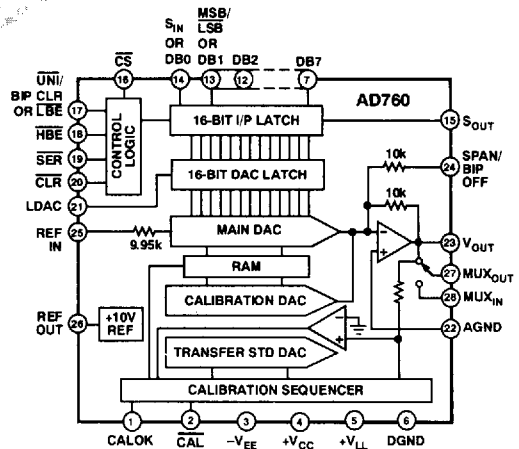 MSB/
S_IN LSB
OR OR
CS DB0 DB1 DB2 DB7
16 14 13 12 7
AD760
UNI/
BIP CLR
OR LBE 17
HBE 18
SER 19
CLR 20
LDAC 21
REF
IN 25
REF
OUT 26
CONTROL
LOGIC
16-BIT I/P LATCH
16-BIT DAC LATCH
9.95k
MAIN DAC
RAM
CALIBRATION DAC
+10V
REF
TRANSFER STD DAC
CALIBRATION SEQUENCER
10k
10k
− +
− +
15 S_OUT
24 SPAN/
BIP
OFF
23 V_OUT
27 MUX_OUT
28 MUX_IN
22 AGND
1 2 3 4 5 6
CALOK CAL −V_EE +V_CC +V_LL DGND